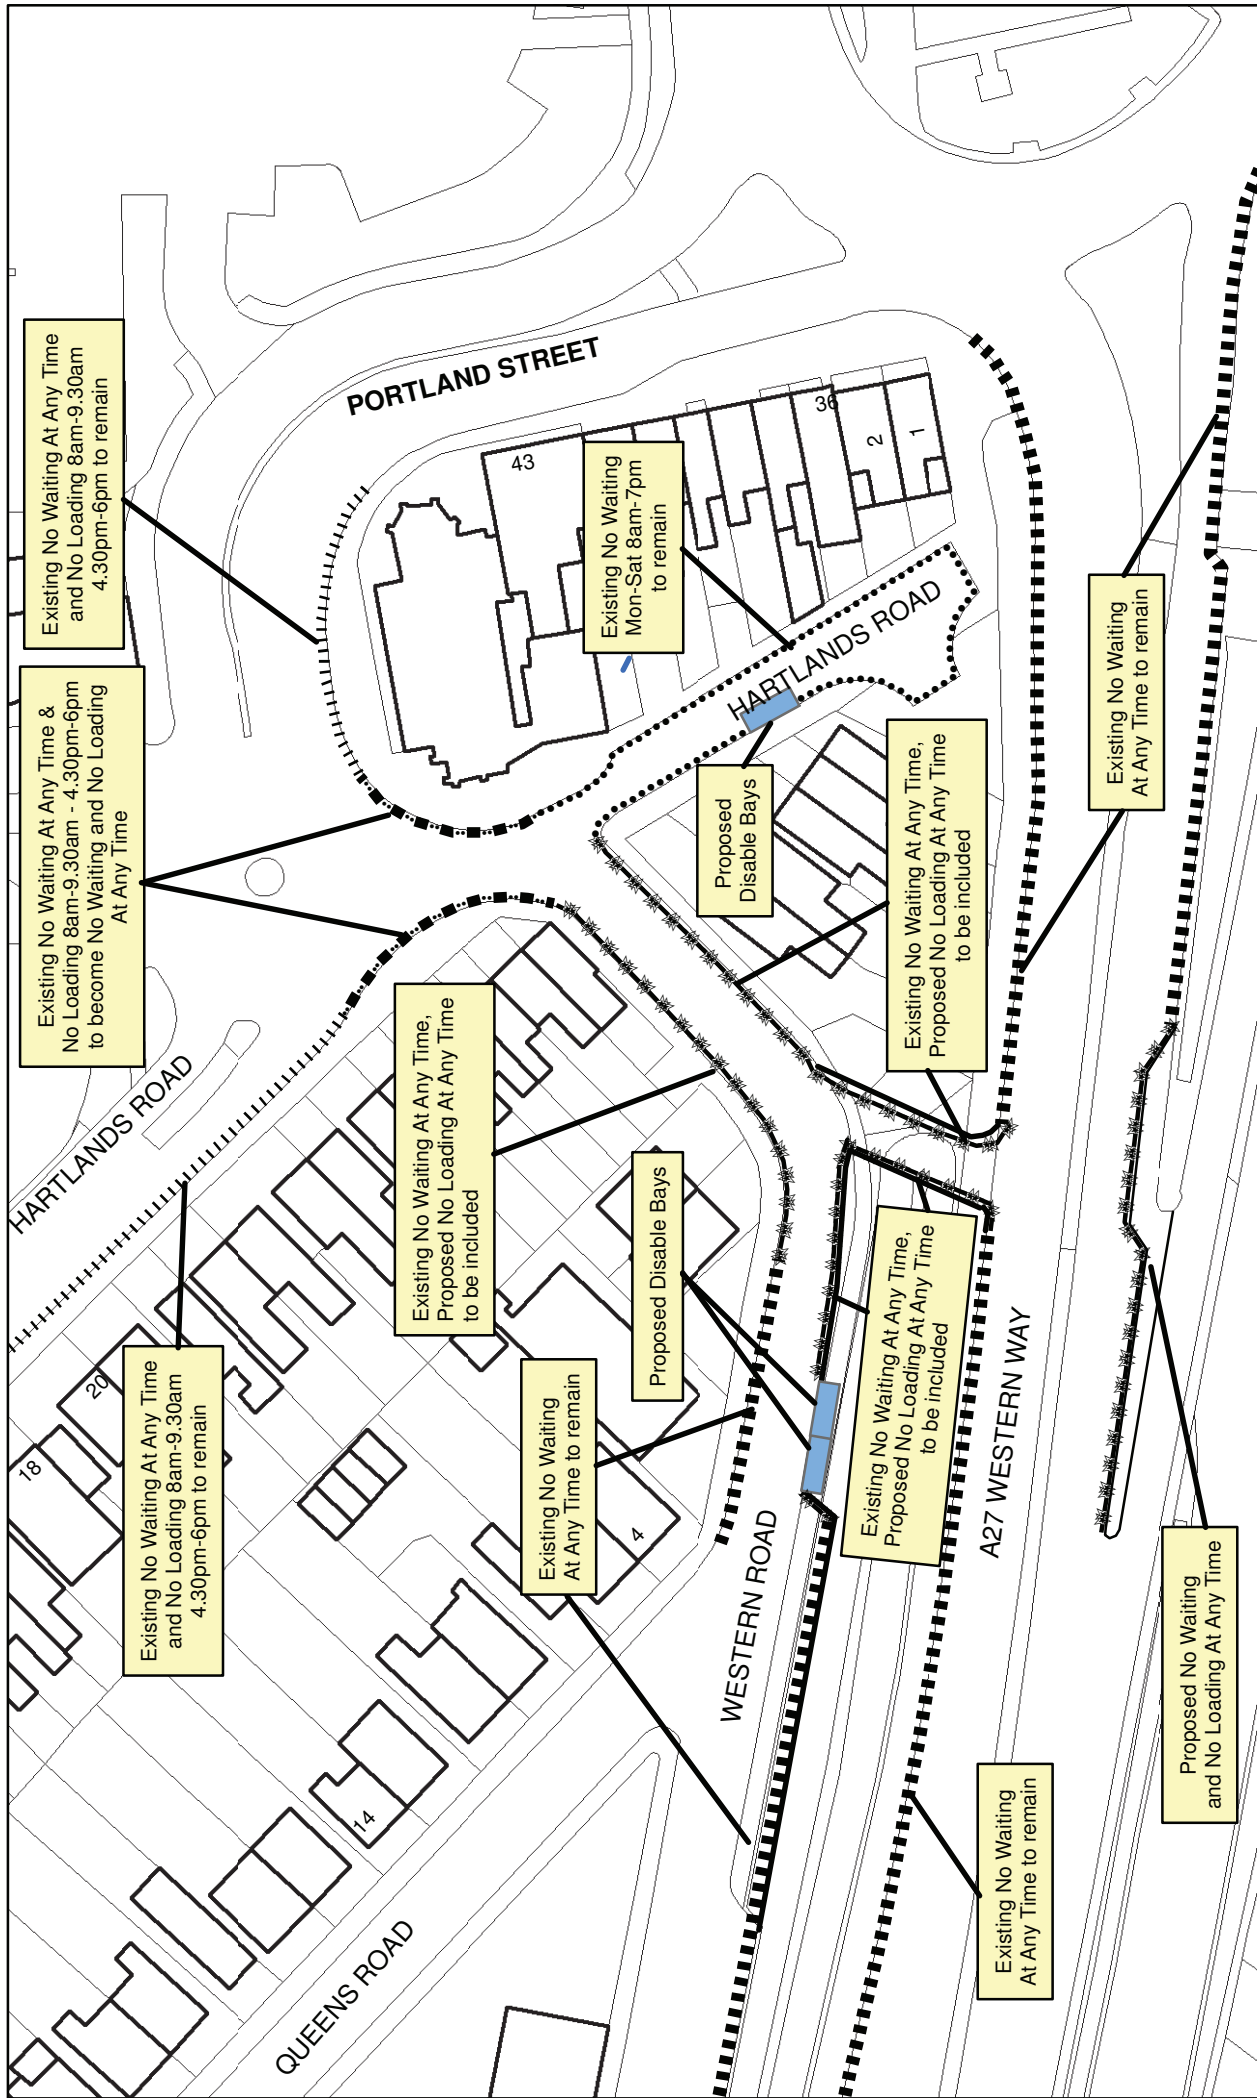 HARTLANDS ROAD
Existing No Waiting At Any Time &
No Loading 8am-9.30am - 4.30pm-6pm
to become No Waiting and No Loading
At Any Time
Existing No Waiting At Any Time
and No Loading 8am-9.30am
4.30pm-6pm to remain
18
20
Existing No Waiting At Any Time
and No Loading 8am-9.30am
4.30pm-6pm to remain
PORTLAND STREET
43
36
2
1
14
4
QUEENS ROAD
Existing No Waiting At Any Time,
Proposed No Loading At Any Time
to be included
Existing No Waiting
Mon-Sat 8am-7pm
to remain
HARTLANDS ROAD
Existing No Waiting
At Any Time to remain
Proposed Disable Bays
Proposed
Disable Bays
WESTERN ROAD
Existing No Waiting At Any Time,
Proposed No Loading At Any Time
to be included
Existing No Waiting At Any Time,
Proposed No Loading At Any Time
to be included
A27 WESTERN WAY
Existing No Waiting
At Any Time to remain
Existing No Waiting
At Any Time to remain
Proposed No Waiting
and No Loading At Any Time